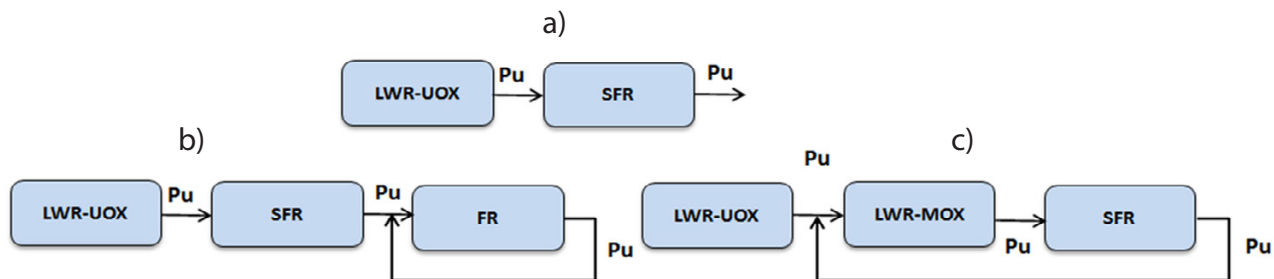 a)
LWR-UOX
Pu
SFR
Pu
b)
LWR-UOX
Pu
SFR
Pu
FR
Pu
c)
LWR-UOX
Pu
LWR-MOX
Pu
SFR
Pu